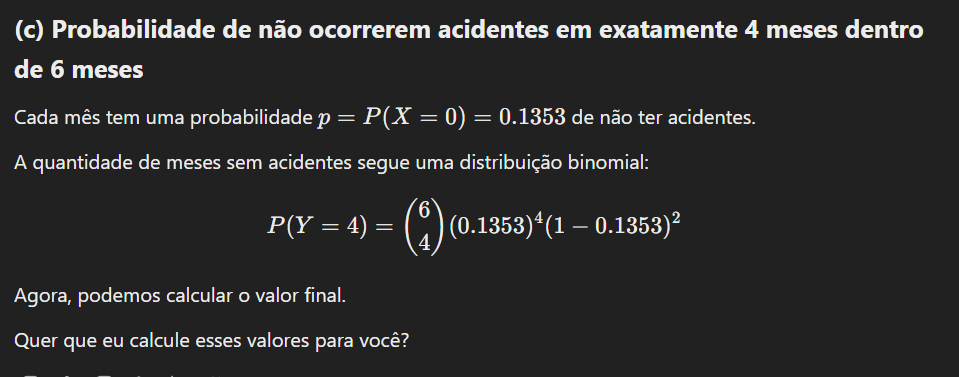 (c) Probabilidade de não ocorrerem acidentes em exatamente 4 meses dentro
de 6 meses
Cada mês tem uma probabilidade p = P(X = 0) = 0.1353 de não ter acidentes.
A quantidade de meses sem acidentes segue uma distribuição binomial:
P(Y = 4) = (6 4)(0.1353)⁴(1 − 0.1353)²
Agora, podemos calcular o valor final.
Quer que eu calcule esses valores para você?